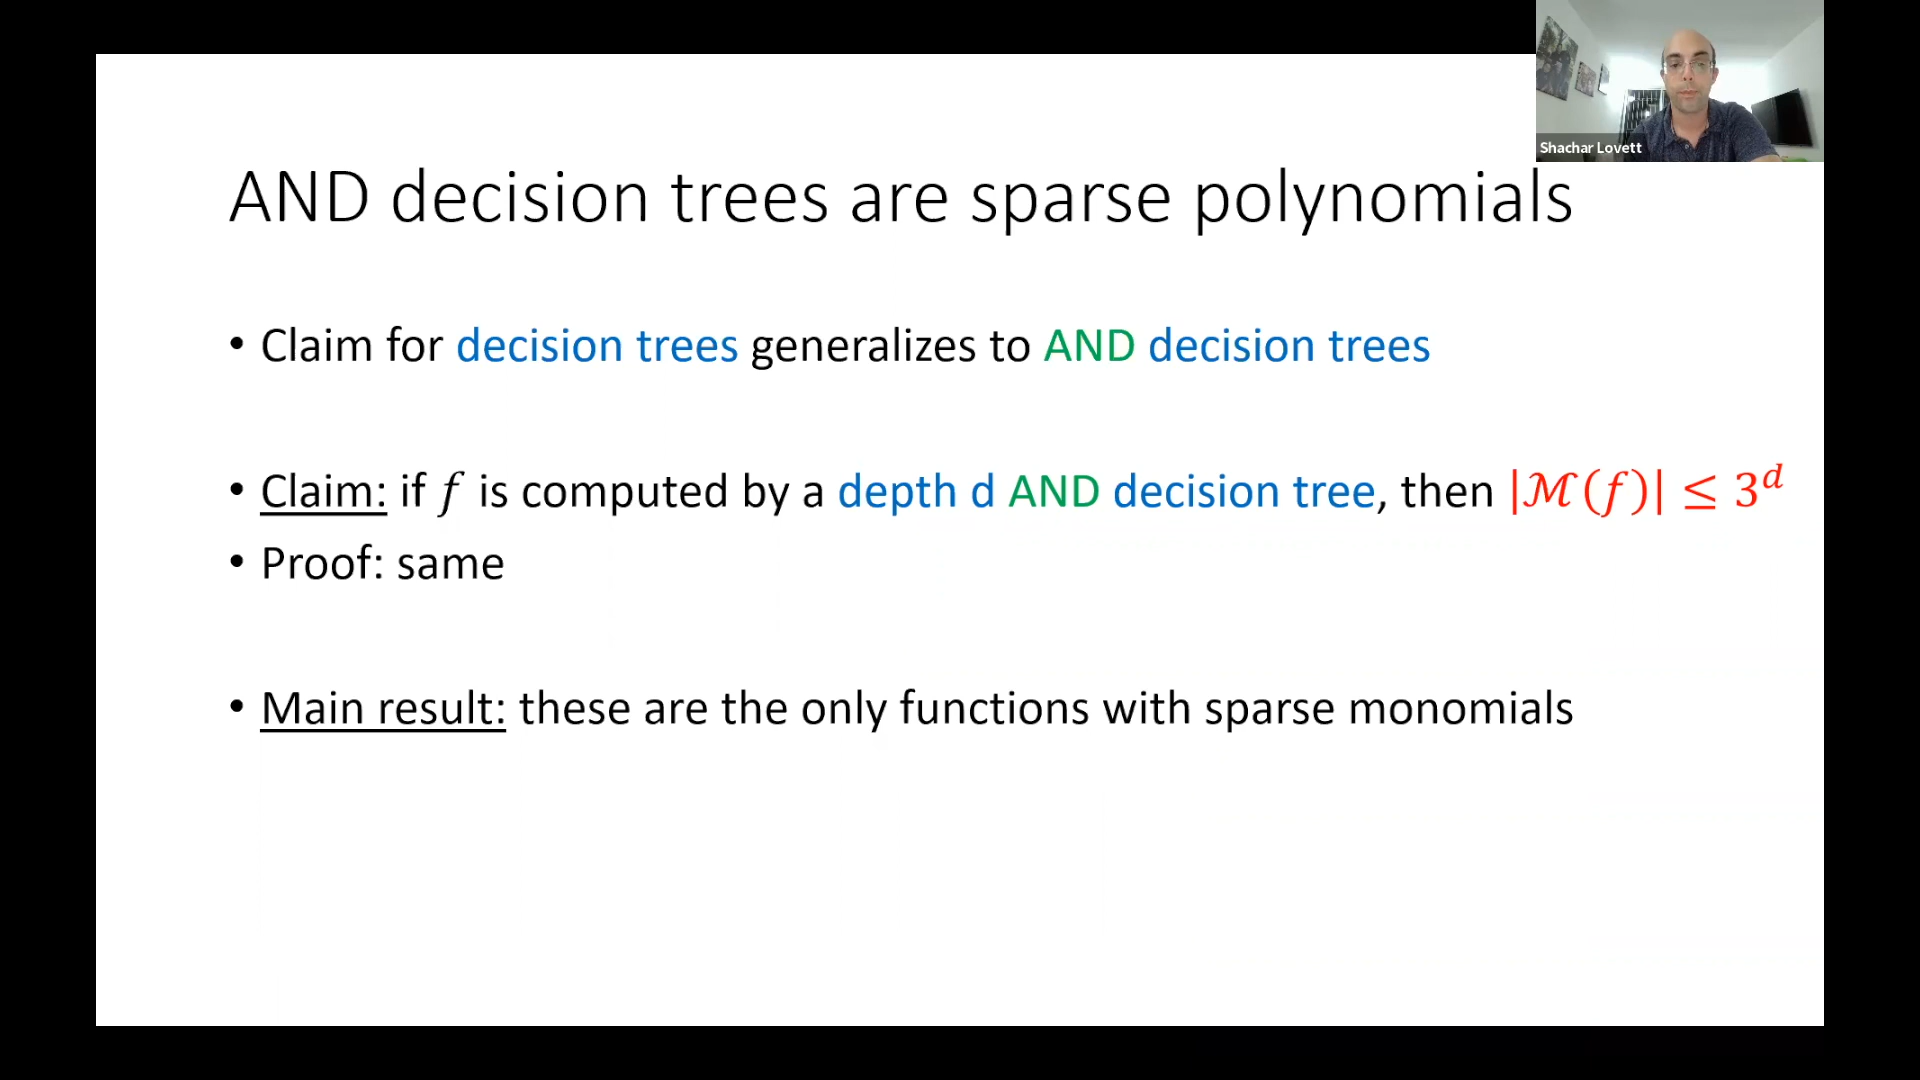 Shachar Lovett
AND decision trees are sparse polynomials
• Claim for decision trees generalizes to AND decision trees
• Claim: if f is computed by a depth d AND decision tree, then |ℳ(f)| ≤ 3^d
• Proof: same
• Main result: these are the only functions with sparse monomials